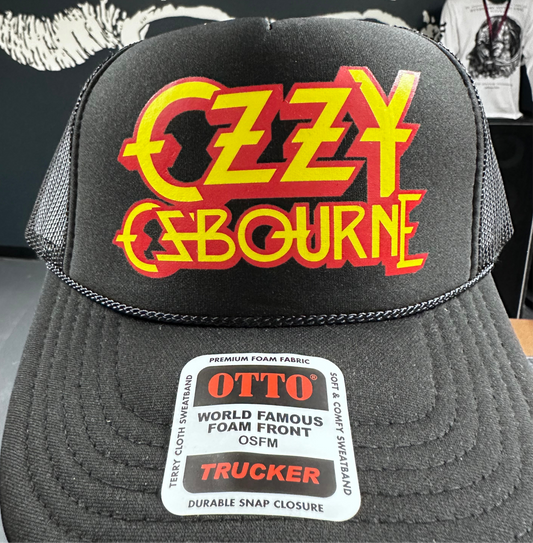 OZZY
OSBOURNE
PREMIUM FOAM FABRIC
OTTO®
WORLD FAMOUS
FOAM FRONT
OSFM
TRUCKER
DURABLE SNAP CLOSURE
TERRY CLOTH SWEATBAND
SOFT & COMFY SWEATBAND